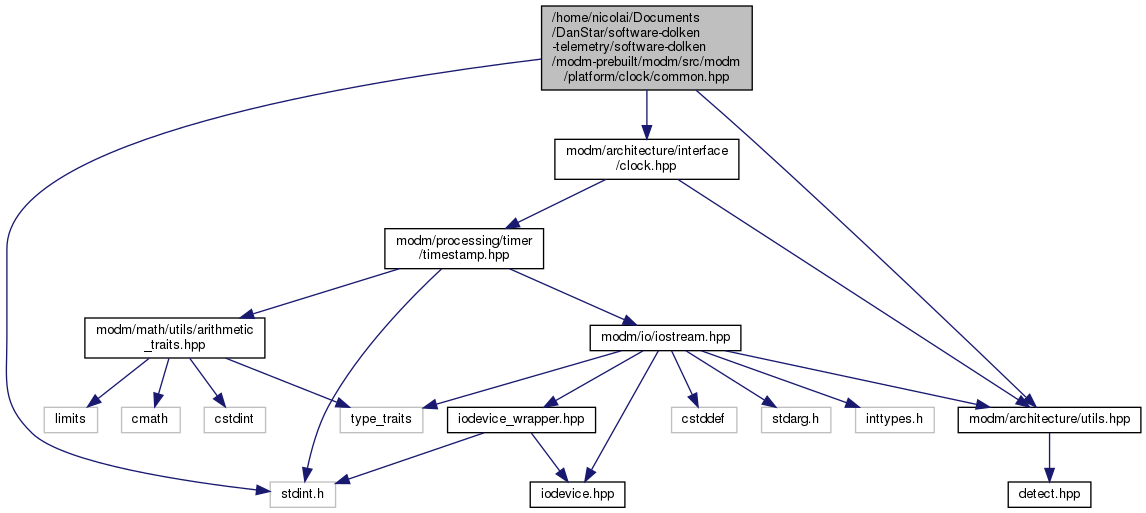 /home/nicolai/Documents
/DanStar/software-dolken
-telemetry/software-dolken
/modm-prebuilt/modm/src/modm
/platform/clock/common.hpp
modm/architecture/interface
/clock.hpp
modm/processing/timer
/timestamp.hpp
modm/math/utils/arithmetic
_traits.hpp
modm/io/iostream.hpp
limits
cmath
cstdint
type_traits
iodevice_wrapper.hpp
cstddef
stdarg.h
inttypes.h
modm/architecture/utils.hpp
stdint.h
iodevice.hpp
detect.hpp